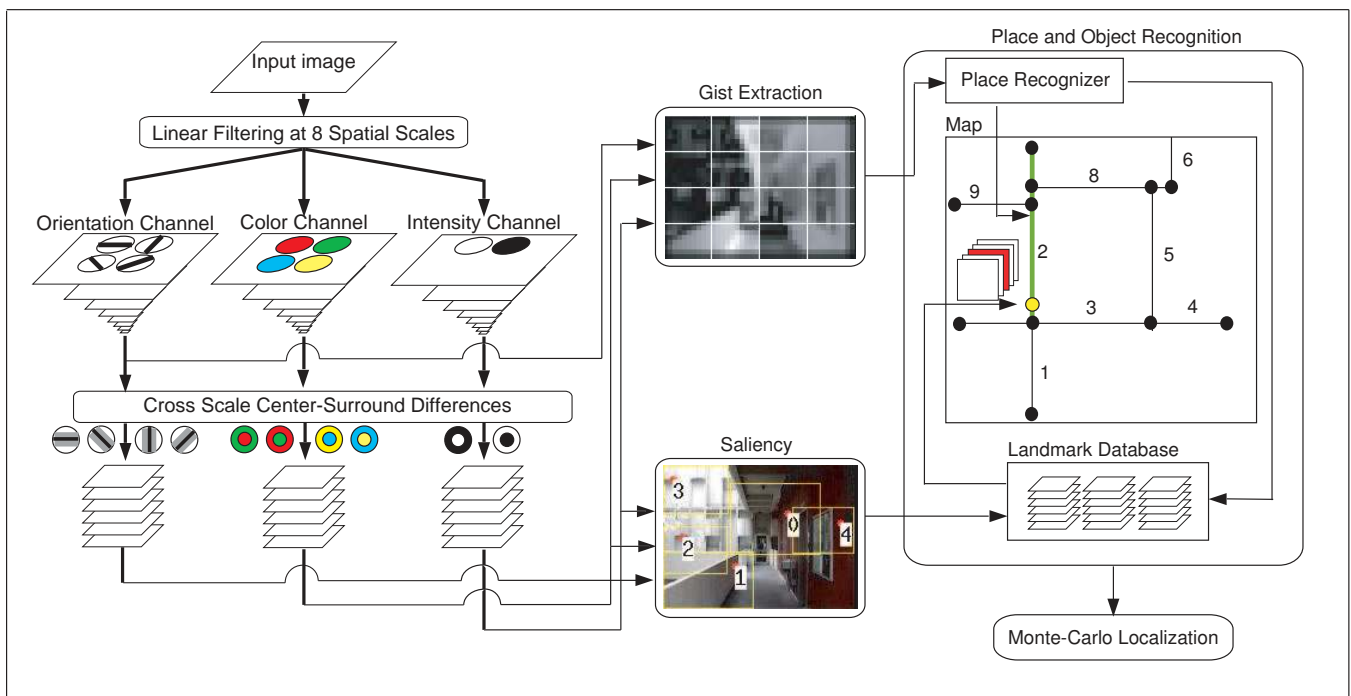 Input image
Linear Filtering at 8 Spatial Scales
Orientation Channel
Color Channel
Intensity Channel
Cross Scale Center-Surround Differences
Gist Extraction
Saliency
3
2
1
0
4
Place and Object Recognition
Place Recognizer
Map
6
8
9
2
5
3
4
1
Landmark Database
Monte-Carlo Localization